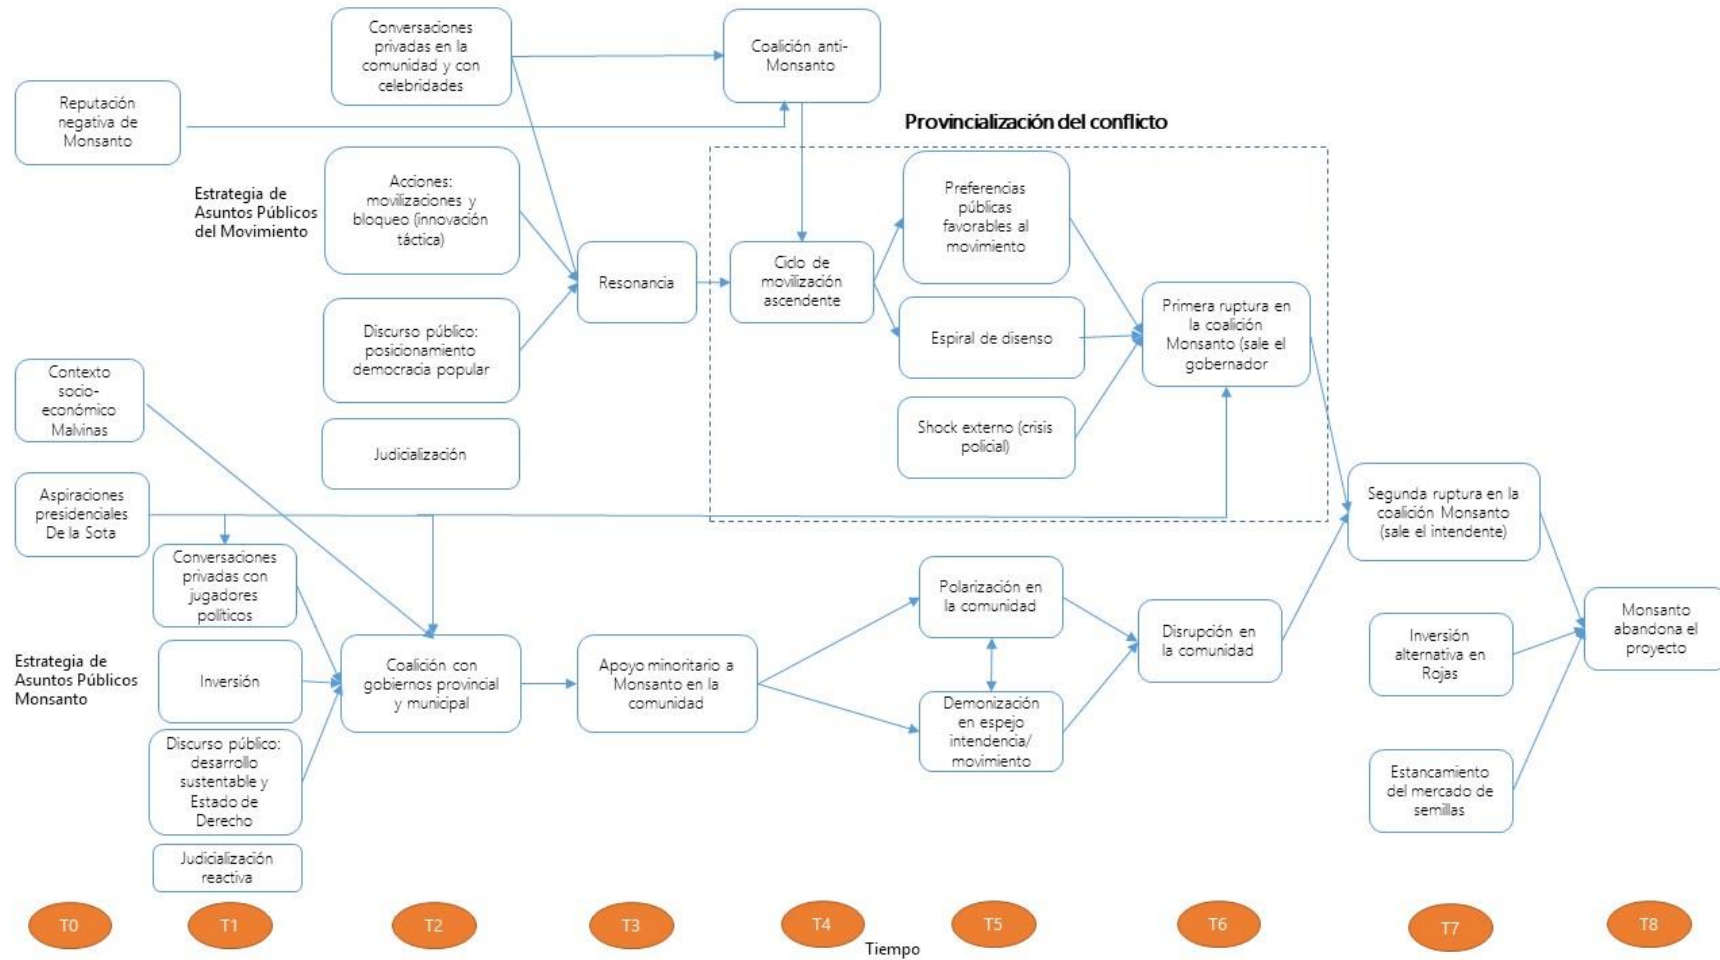 Conversaciones
privadas en la
comunidad y con
celebridades
Coalición anti-
Monsanto
Reputación
negativa de
Monsanto
Provincialización del conflicto
Estrategia de
Asuntos Públicos
del Movimiento
Acciones:
movilizaciones y
bloqueo (innovación
táctica)
Preferencias
públicas
favorables al
movimiento
Resonancia
Ciclo de
movilización
ascendente
Discurso público:
posicionamiento
democracia popular
Espiral de disenso
Primera ruptura en
la coalición
Monsanto (sale el
gobernador
Contexto
socio-
económico
Malvinas
Judicialización
Shock externo (crisis
policial)
Aspiraciones
presidenciales
De la Sota
Segunda ruptura en la
coalición Monsanto
(sale el intendente)
Conversaciones
privadas con
jugadores
políticos
Polarización en
la comunidad
Estrategia de
Asuntos Públicos
Monsanto
Inversión
Coalición con
gobiernos provincial
y municipal
Apoyo minoritario a
Monsanto en la
comunidad
Disrupción en
la comunidad
Inversión
alternativa en
Rojas
Monsanto
abandona el
proyecto
Demonización
en espejo
intendencia/
movimiento
Discurso público:
desarrollo
sustentable y
Estado de
Derecho
Estancamiento
del mercado de
semillas
Judicialización
reactiva
T0
T1
T2
T3
T4
T5
T6
T7
T8
Tiempo